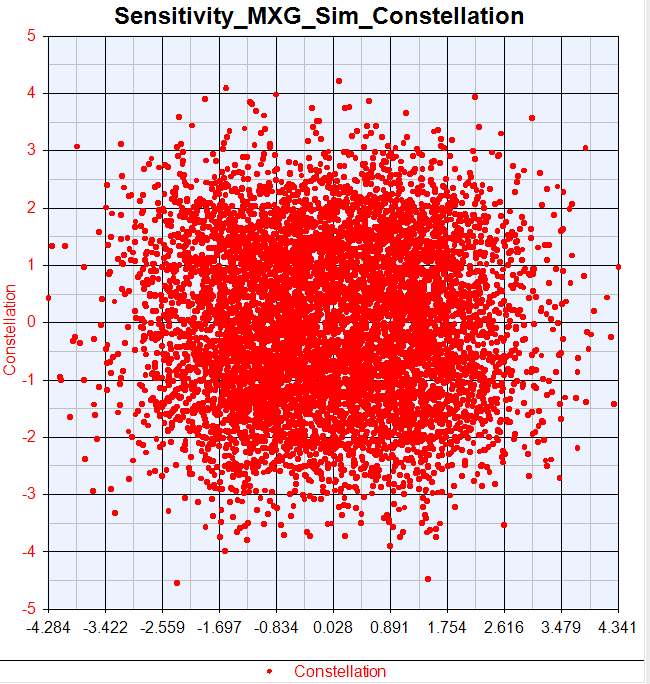 Sensitivity_MXG_Sim_Constellation
5
4
3
2
1
0
-1
-2
-3
-4
-5
Constellation
-4.284 -3.422 -2.559 -1.697 -0.834 0.028 0.891 1.754 2.616 3.479 4.341
Constellation